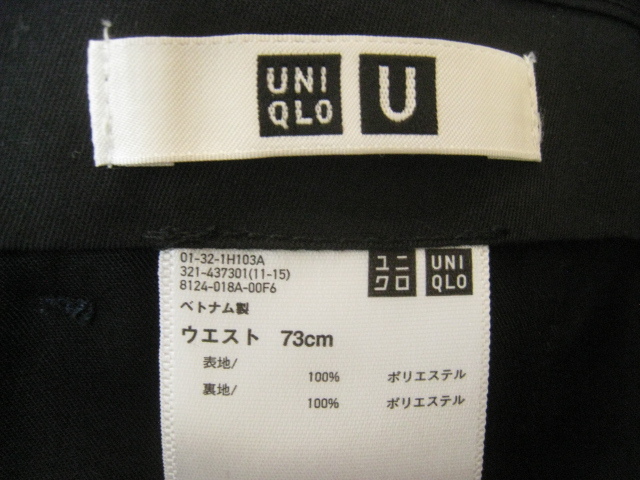 UNI
QLO
U
01-32-1H103A
321-437301(11-15)
8124-018A-00F6
ユニ
クロ
UNI
QLO
ベトナム製
ウエスト 73cm
表地/
100% ポリエステル
裏地/
100% ポリエステル